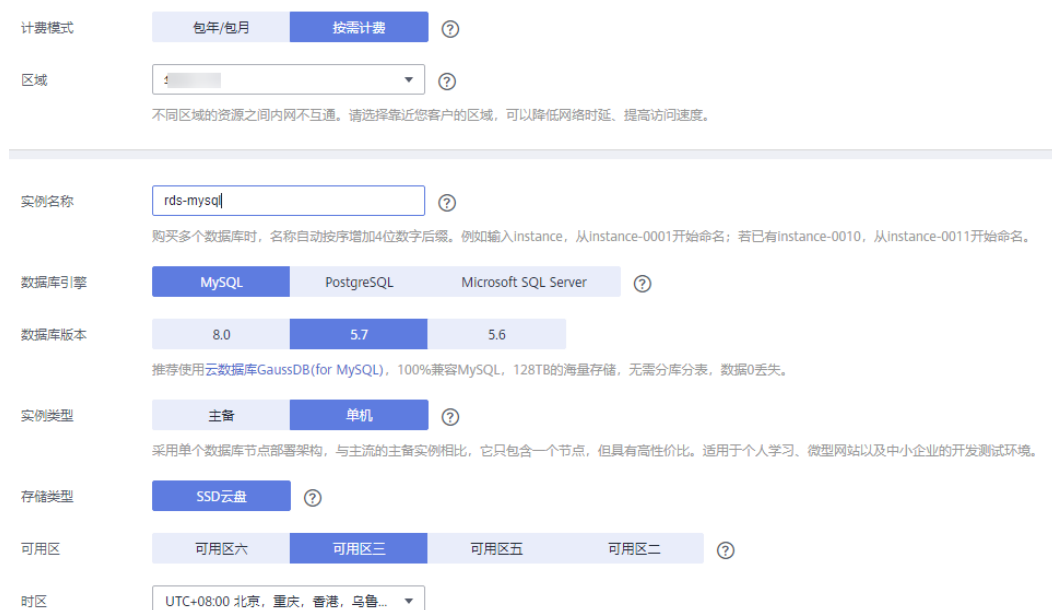 计费模式 包年/包月 按需计费
区域
不同区域的资源之间内网不互通。请选择靠近您客户的区域，可以降低网络时延、提高访问速度。
实例名称 rds-mysql
购买多个数据库时，名称自动按序增加4位数字后缀。例如输入instance，从instance-0001开始命名；若已有instance-0010，从instance-0011开始命名。
数据库引擎 MySQL PostgreSQL Microsoft SQL Server
数据库版本 8.0 5.7 5.6
推荐使用云数据库GaussDB(for MySQL)，100%兼容MySQL，128TB的海量存储，无需分库分表，数据0丢失。
实例类型 主备 单机
采用单个数据库节点部署架构，与主流的主备实例相比，它只包含一个节点，但具有高性价比。适用于个人学习、微型网站以及中小企业的开发测试环境。
存储类型 SSD云盘
可用区 可用区六 可用区三 可用区五 可用区二
时区 UTC+08:00 北京，重庆，香港，乌鲁...